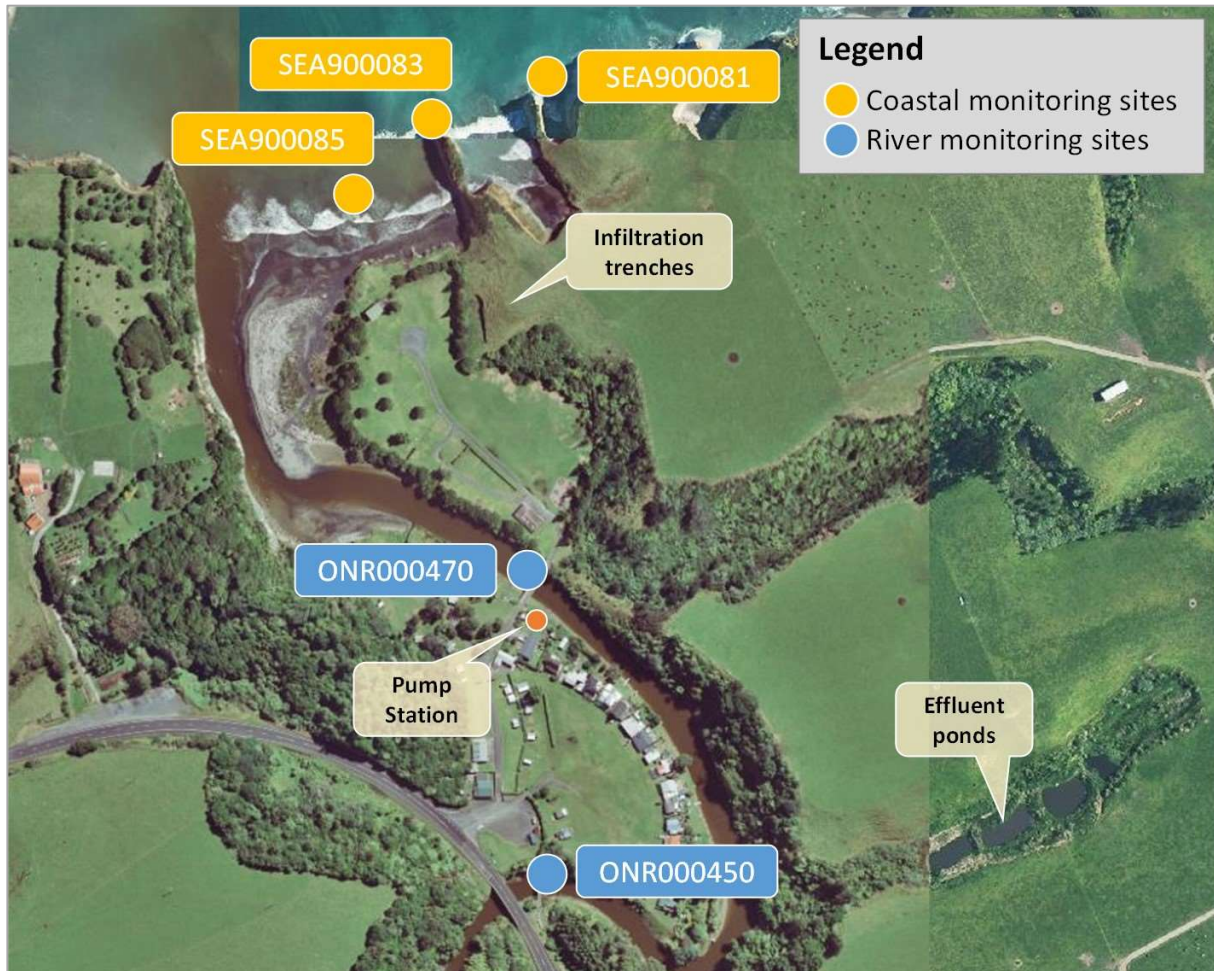 SEA900083
SEA900081
SEA900085
Legend
Coastal monitoring sites
River monitoring sites
Infiltration
trenches
ONR000470
Pump
Station
Effluent
ponds
ONR000450